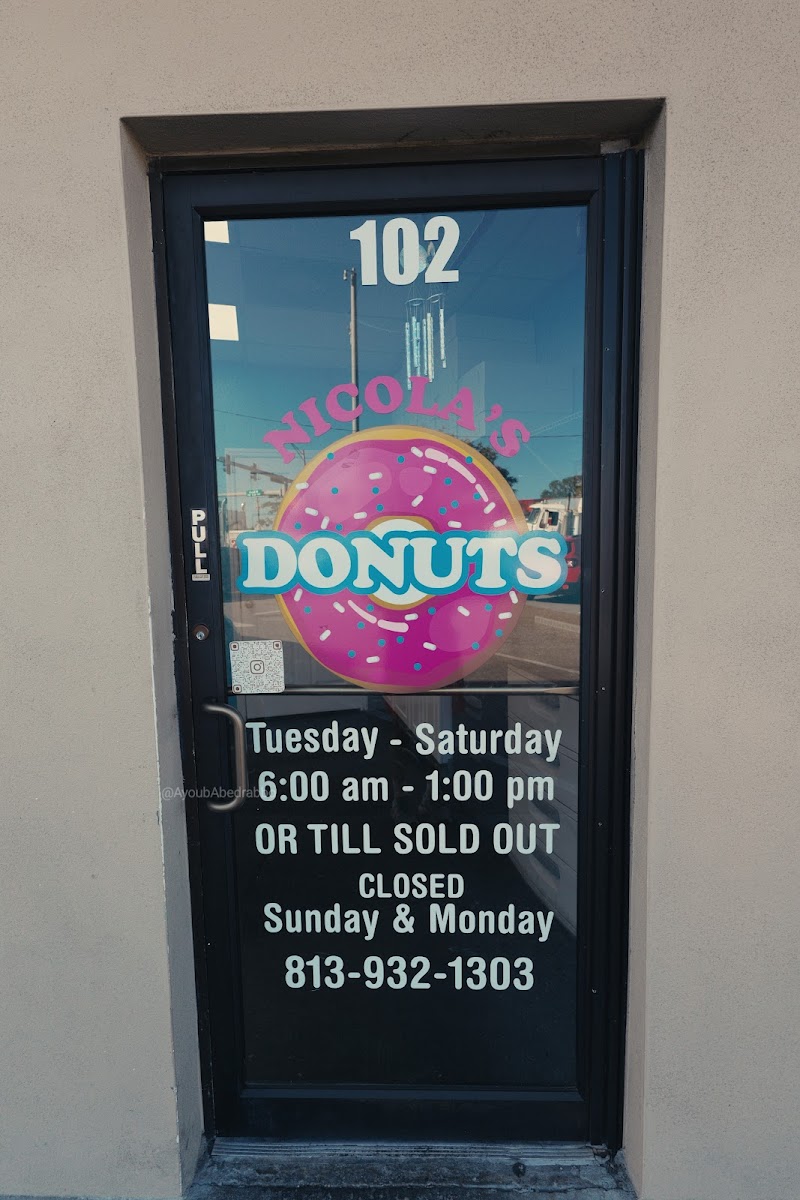 102
NICOLA'S
DONUTS
PULL
Tuesday - Saturday
6:00 am - 1:00 pm
OR TILL SOLD OUT
CLOSED
Sunday & Monday
813-932-1303